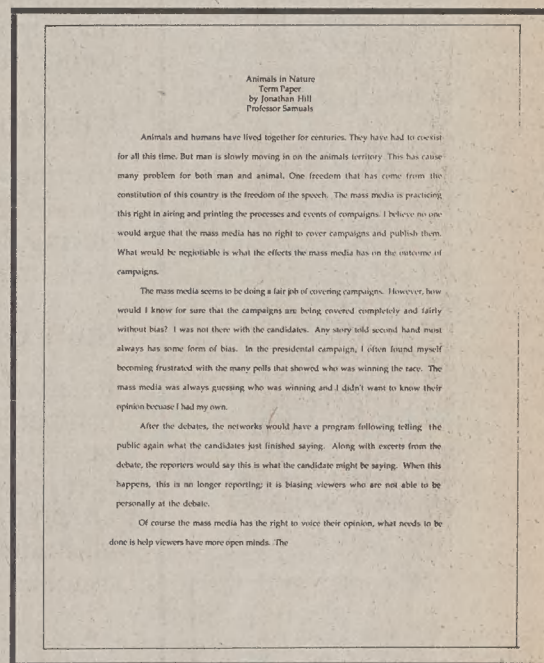 Animals in Nature
Term Paper
by Jonathan Hill
Professor Samuals
Animals and humans have lived together for centuries. They have had to coexist
for all this time. But man is slowly moving in on the animals territory. This has cause
many problem for both man and animal. One freedom that has come from the
constitution of this country is the freedom of the speech. The mass media is practicing
this right in airing and printing the processes and events of compaigns. I believe no one
would argue that the mass media has no right to cover campaigns and publish them.
What would be negiotiable is what the effects the mass media has on the outcome of
campaigns.
The mass media seems to be doing a fair job of covering campaigns. However, how
would I know for sure that the campaigns are being covered completely and fairly
without bias? I was not there with the candidates. Any story told second hand most
always has some form of bias. In the presidental campaign, I often found myself
becoming frustrated with the many polls that showed who was winning the race. The
mass media was always guessing who was winning and I didn't want to know their
opinion becuase I had my own.
After the debates, the networks would have a program following telling the
public again what the candidates just finished saying. Along with excerts from the
debate, the reporters would say this is what the candidate might be saying. When this
happens, this is no longer reporting; it is biasing viewers who are not able to be
personally at the debate.
Of course the mass media has the right to voice their opinion, what needs to be
done is help viewers have more open minds. The